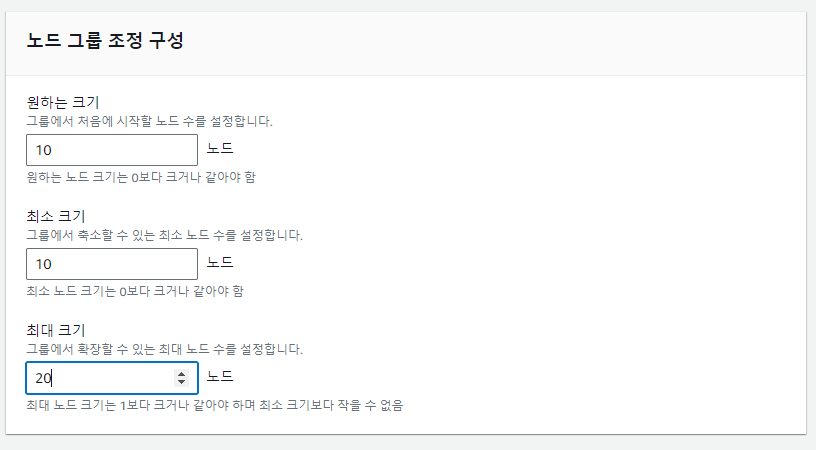 노드 그룹 조정 구성
원하는 크기
그룹에서 처음에 시작할 노드 수를 설정합니다.
10 노드
원하는 노드 크기는 0보다 크거나 같아야 함
최소 크기
그룹에서 축소할 수 있는 최소 노드 수를 설정합니다.
10 노드
최소 노드 크기는 0보다 크거나 같아야 함
최대 크기
그룹에서 확장할 수 있는 최대 노드 수를 설정합니다.
20 노드
최대 노드 크기는 1보다 크거나 같아야 하며 최소 크기보다 작을 수 없음